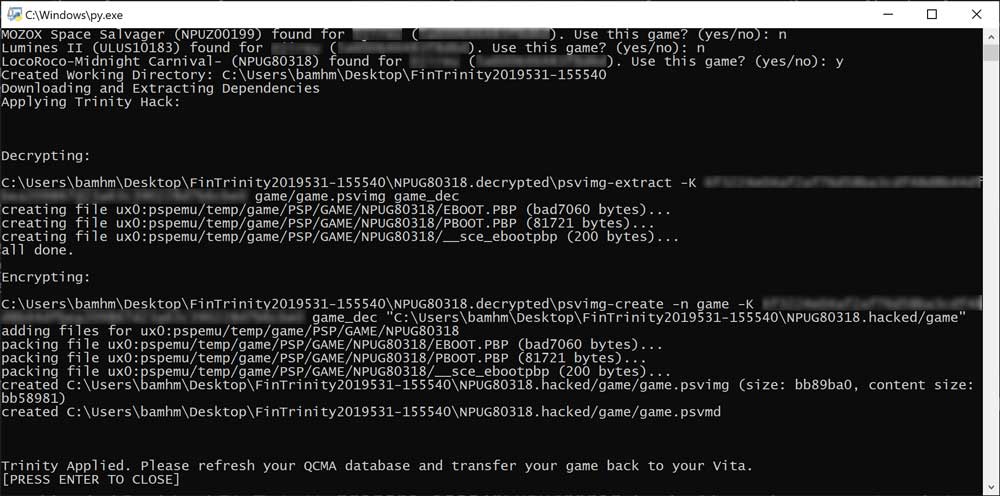 C:\Windows\py.exe
MOZOX Space Salvager (NPUZ00199) found for ( ). Use this game? (yes/no): n
Lumines II (ULUS10183) found for ( ). Use this game? (yes/no): n
LocoRoco-Midnight Carnival- (NPUG80318) found for ( ). Use this game? (yes/no): y
Created Working Directory: C:\Users\bamhm\Desktop\FinTrinity2019531-155540
Downloading and Extracting Dependencies
Applying Trinity Hack:
Decrypting:
C:\Users\bamhm\Desktop\FinTrinity2019531-155540\NPUG80318.decrypted\psvimg-extract -K
game/game.psvimg game_dec
creating file ux0:pspemu/temp/game/PSP/GAME/NPUG80318/EBOOT.PBP (bad7060 bytes)...
creating file ux0:pspemu/temp/game/PSP/GAME/NPUG80318/PBOOT.PBP (81721 bytes)...
creating file ux0:pspemu/temp/game/PSP/GAME/NPUG80318/__sce_ebootpbp (200 bytes)...
all done.
Encrypting:
C:\Users\bamhm\Desktop\FinTrinity2019531-155540\NPUG80318.decrypted\psvimg-create -n game -K
game_dec "C:\Users\bamhm\Desktop\FinTrinity2019531-155540\NPUG80318.hacked/game"
adding files for ux0:pspemu/temp/game/PSP/GAME/NPUG80318
packing file ux0:pspemu/temp/game/PSP/GAME/NPUG80318/EBOOT.PBP (bad7060 bytes)...
packing file ux0:pspemu/temp/game/PSP/GAME/NPUG80318/PBOOT.PBP (81721 bytes)...
packing file ux0:pspemu/temp/game/PSP/GAME/NPUG80318/__sce_ebootpbp (200 bytes)...
created C:\Users\bamhm\Desktop\FinTrinity2019531-155540\NPUG80318.hacked/game/game.psvimg (size: bb89ba0, content size:
bb58981)
created C:\Users\bamhm\Desktop\FinTrinity2019531-155540\NPUG80318.hacked/game/game.psvmd
Trinity Applied. Please refresh your QCMA database and transfer your game back to your Vita.
[PRESS ENTER TO CLOSE]